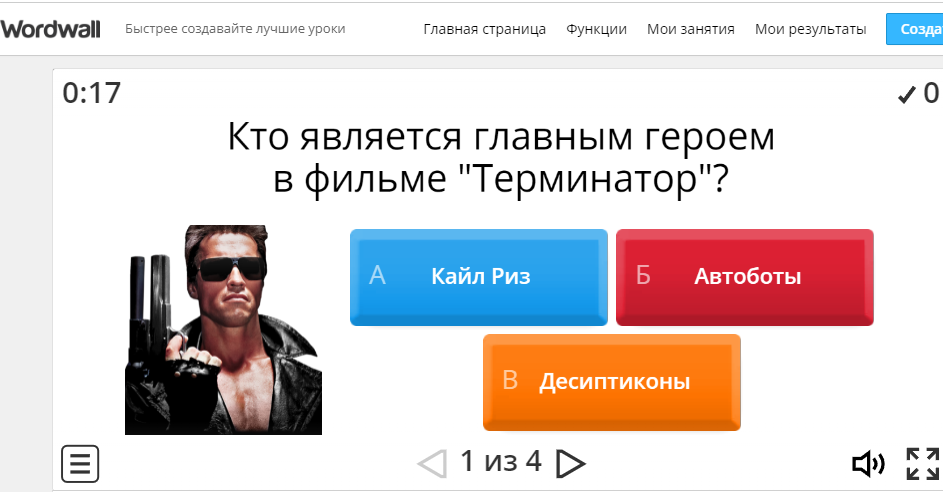 Wordwall Быстрее создавайте лучшие уроки Главная страница Функции Мои занятия Мои результаты Созда
0:17 0
Кто является главным героем
в фильме "Терминатор"?
А Кайл Риз Б Автоботы
В Десиптиконы
1 из 4